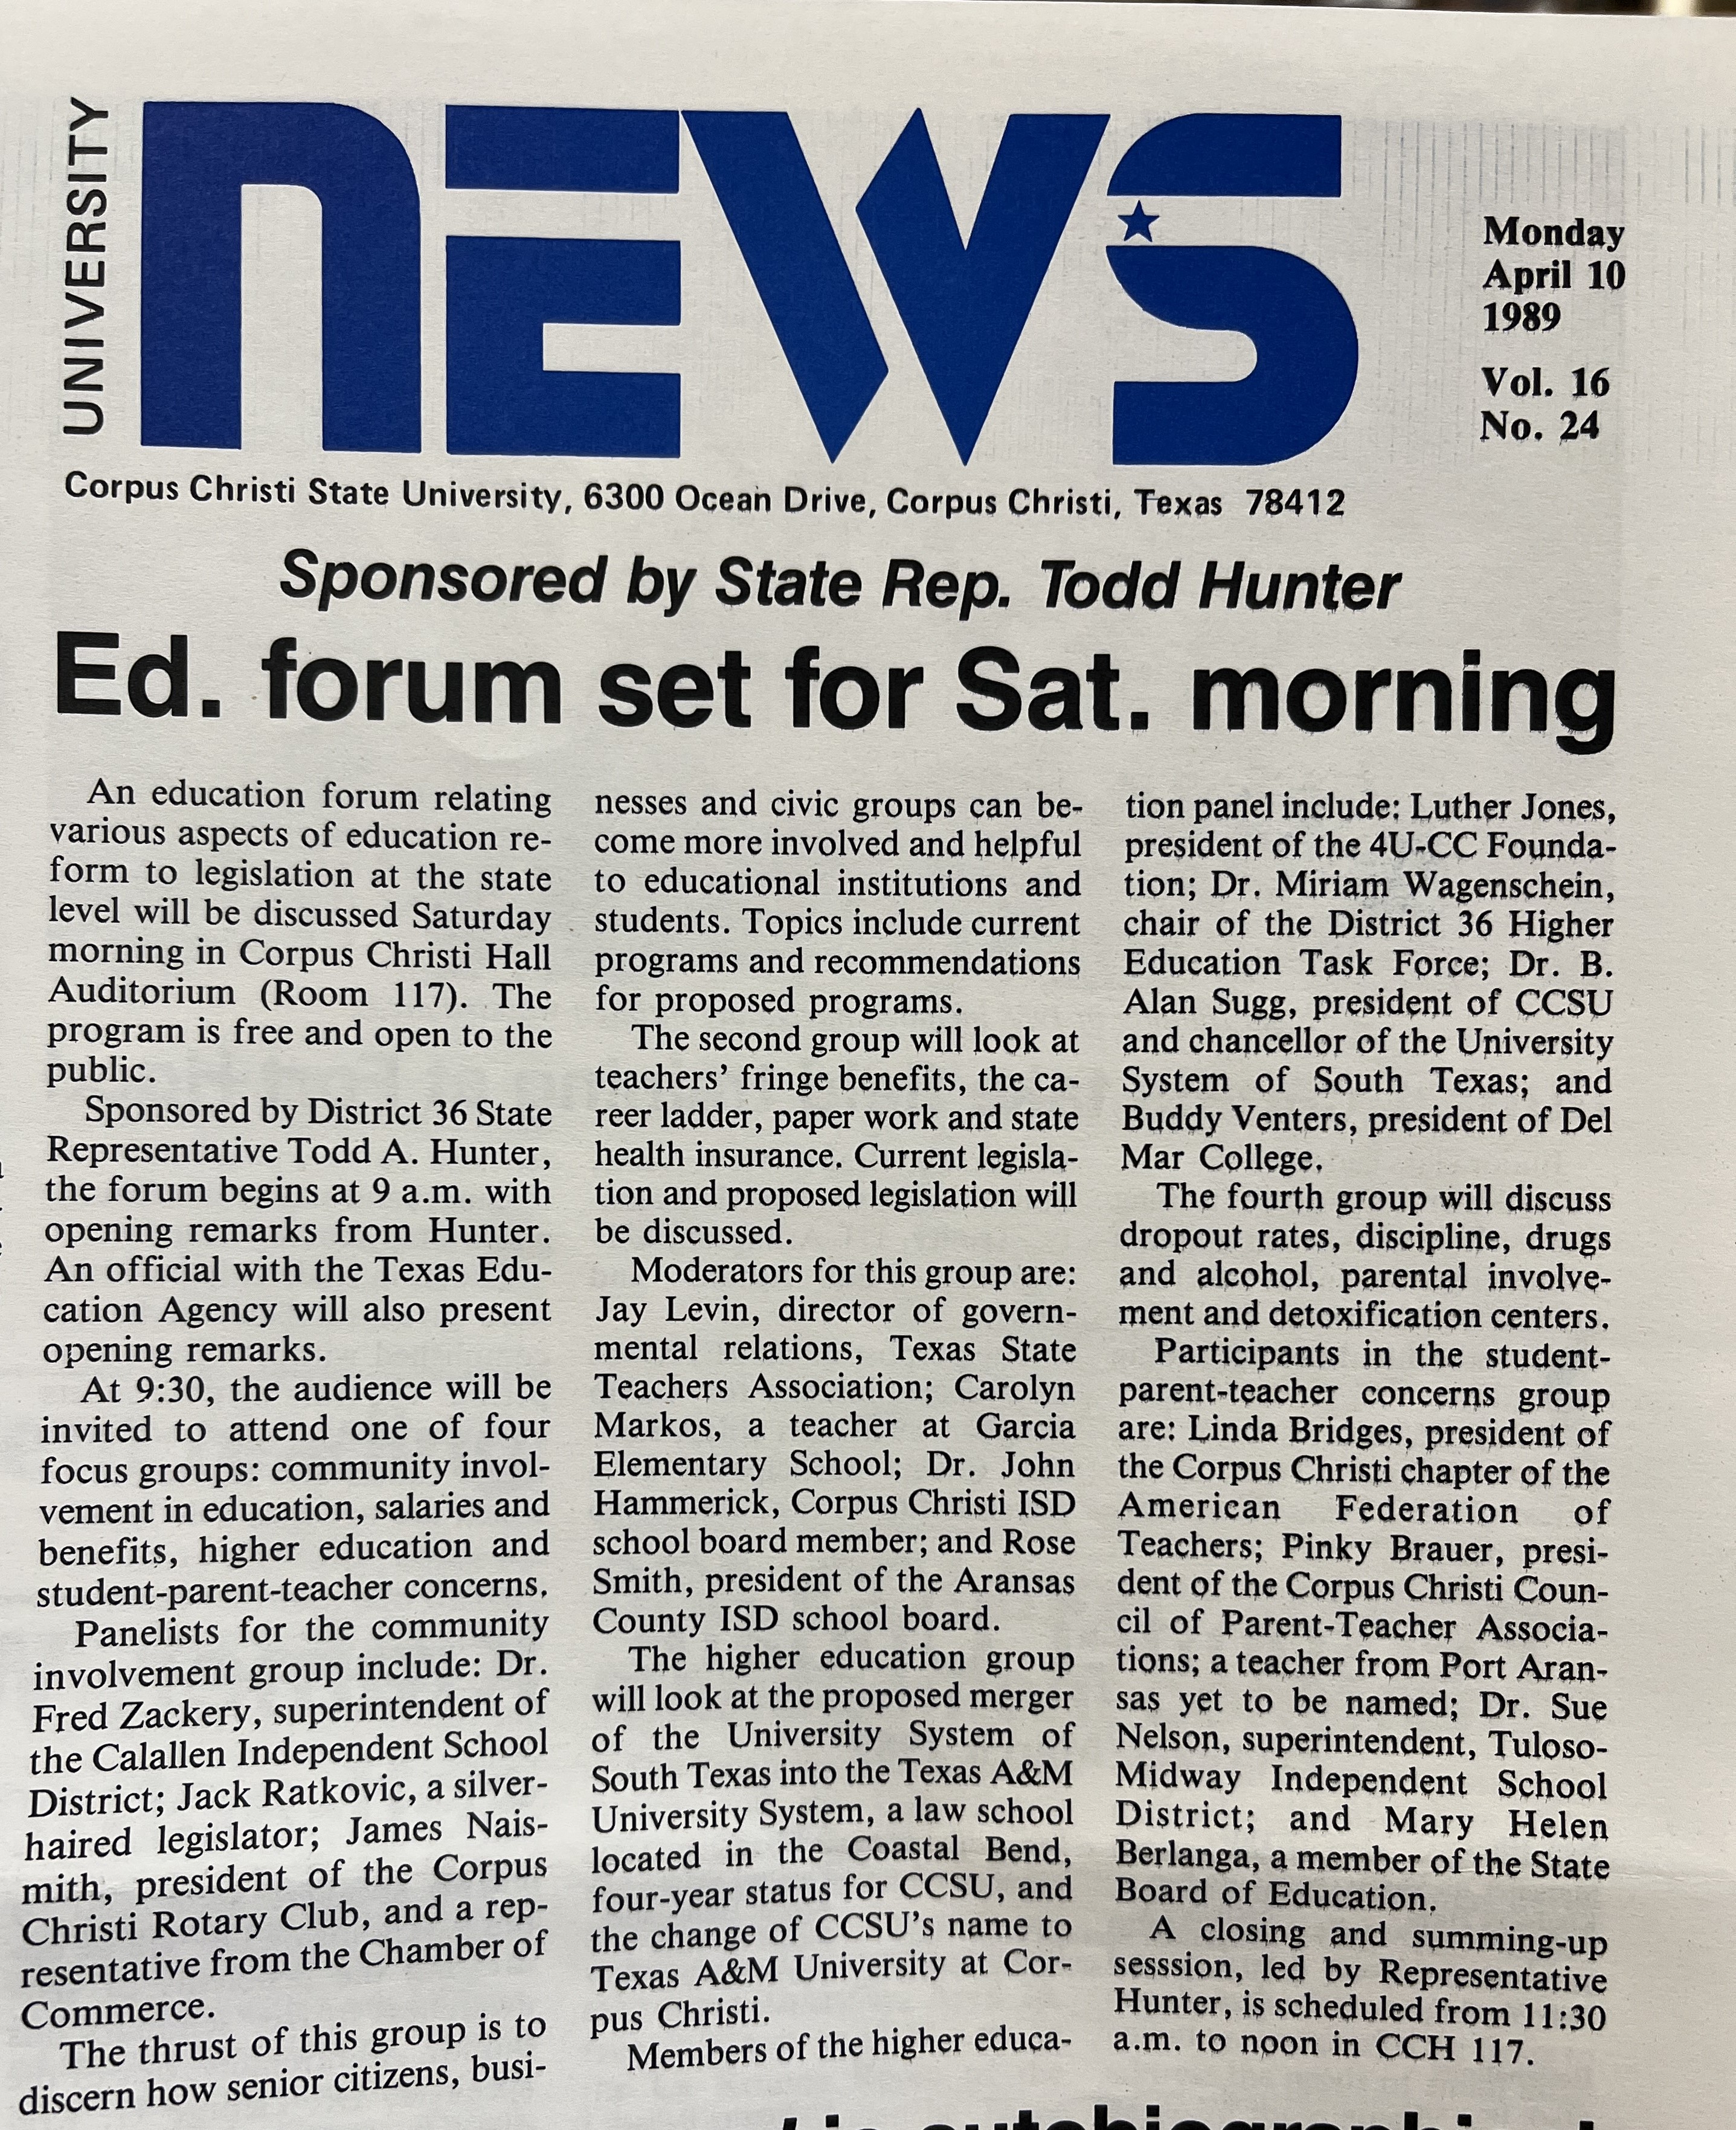 UNIVERSITY
NEWS
Monday
April 10
1989
Vol. 16
No. 24
Corpus Christi State University, 6300 Ocean Drive, Corpus Christi, Texas 78412
Sponsored by State Rep. Todd Hunter
Ed. forum set for Sat. morning
An education forum relating
various aspects of education re-
form to legislation at the state
level will be discussed Saturday
morning in Corpus Christi Hall
Auditorium (Room 117). The
program is free and open to the
public.
Sponsored by District 36 State
Representative Todd A. Hunter,
the forum begins at 9 a.m. with
opening remarks from Hunter.
An official with the Texas Edu-
cation Agency will also present
opening remarks.
At 9:30, the audience will be
invited to attend one of four
focus groups: community invol-
vement in education, salaries and
benefits, higher education and
student-parent-teacher concerns.
Panelists for the community
involvement group include: Dr.
Fred Zackery, superintendent of
the Calallen Independent School
District; Jack Ratkovic, a silver-
haired legislator; James Nais-
mith, president of the Corpus
Christi Rotary Club, and a rep-
resentative from the Chamber of
Commerce.
The thrust of this group is to
discern how senior citizens, busi-
nesses and civic groups can be-
come more involved and helpful
to educational institutions and
students. Topics include current
programs and recommendations
for proposed programs.
The second group will look at
teachers' fringe benefits, the ca-
reer ladder, paper work and state
health insurance. Current legisla-
tion and proposed legislation will
be discussed.
Moderators for this group are:
Jay Levin, director of govern-
mental relations, Texas State
Teachers Association; Carolyn
Markos, a teacher at Garcia
Elementary School; Dr. John
Hammerick, Corpus Christi ISD
school board member; and Rose
Smith, president of the Aransas
County ISD school board.
The higher education group
will look at the proposed merger
of the University System of
South Texas into the Texas A&M
University System, a law school
located in the Coastal Bend,
four-year status for CCSU, and
the change of CCSU's name to
Texas A&M University at Cor-
pus Christi.
Members of the higher educa-
tion panel include: Luther Jones,
president of the 4U-CC Founda-
tion; Dr. Miriam Wagenschein,
chair of the District 36 Higher
Education Task Force; Dr. B.
Alan Sugg, president of CCSU
and chancellor of the University
System of South Texas; and
Buddy Venters, president of Del
Mar College.
The fourth group will discuss
dropout rates, discipline, drugs
and alcohol, parental involve-
ment and detoxification centers.
Participants in the student-
parent-teacher concerns group
are: Linda Bridges, president of
the Corpus Christi chapter of the
American Federation of
Teachers; Pinky Brauer, presi-
dent of the Corpus Christi Coun-
cil of Parent-Teacher Associa-
tions; a teacher from Port Aran-
sas yet to be named; Dr. Sue
Nelson, superintendent, Tuloso-
Midway Independent School
District; and Mary Helen
Berlanga, a member of the State
Board of Education.
A closing and summing-up
sesssion, led by Representative
Hunter, is scheduled from 11:30
a.m. to noon in CCH 117.